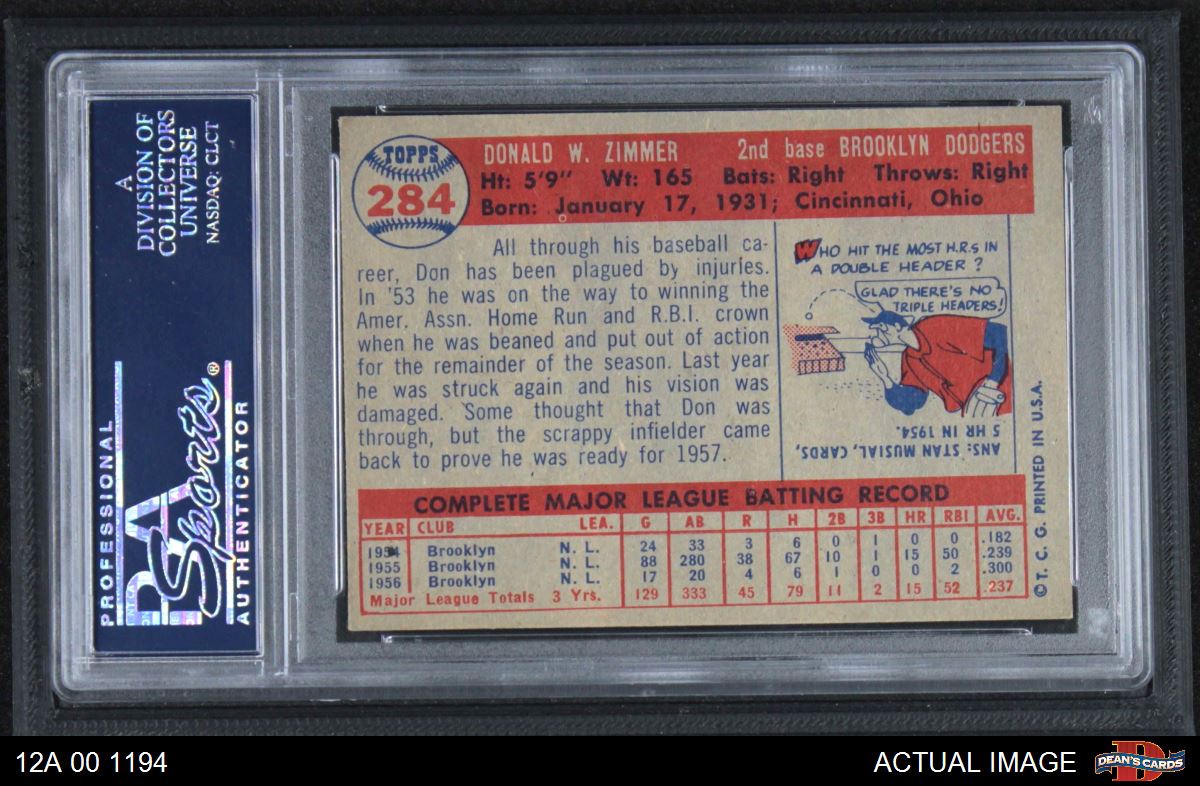 A
DIVISION OF
COLLECTORS
UNIVERSE
NASDAQ: CLCT
PROFESSIONAL
PSA
Sports®
AUTHENTICATOR
TOPPS
284
DONALD W. ZIMMER 2nd base BROOKLYN DODGERS
Ht: 5'9" Wt: 165 Bats: Right Throws: Right
Born: January 17, 1931; Cincinnati, Ohio
All through his baseball ca-
reer, Don has been plagued by injuries.
In '53 he was on the way to winning the
Amer. Assn. Home Run and R.B.I. crown
when he was beaned and put out of action
for the remainder of the season. Last year
he was struck again and his vision was
damaged. Some thought that Don was
through, but the scrappy infielder came
back to prove he was ready for 1957.
WHO HIT THE MOST H.R.S IN
A DOUBLE HEADER ?
GLAD THERE'S NO
TRIPLE HEADERS!
ANS: STAN MUSIAL, CARDS,
5 HR IN 1954.
COMPLETE MAJOR LEAGUE BATTING RECORD
YEAR CLUB LEA. G AB R H 2B 3B HR RBI AVG.
1954 Brooklyn N. L. 24 33 3 6 0 1 0 0 .182
1955 Brooklyn N. L. 88 280 38 67 10 1 15 50 .239
1956 Brooklyn N. L. 17 20 4 6 1 0 0 2 .300
Major League Totals 3 Yrs. 129 333 45 79 11 2 15 52 .237
© T. C. G. PRINTED IN U.S.A.
12A 00 1194
ACTUAL IMAGE
DEAN'S CARDS